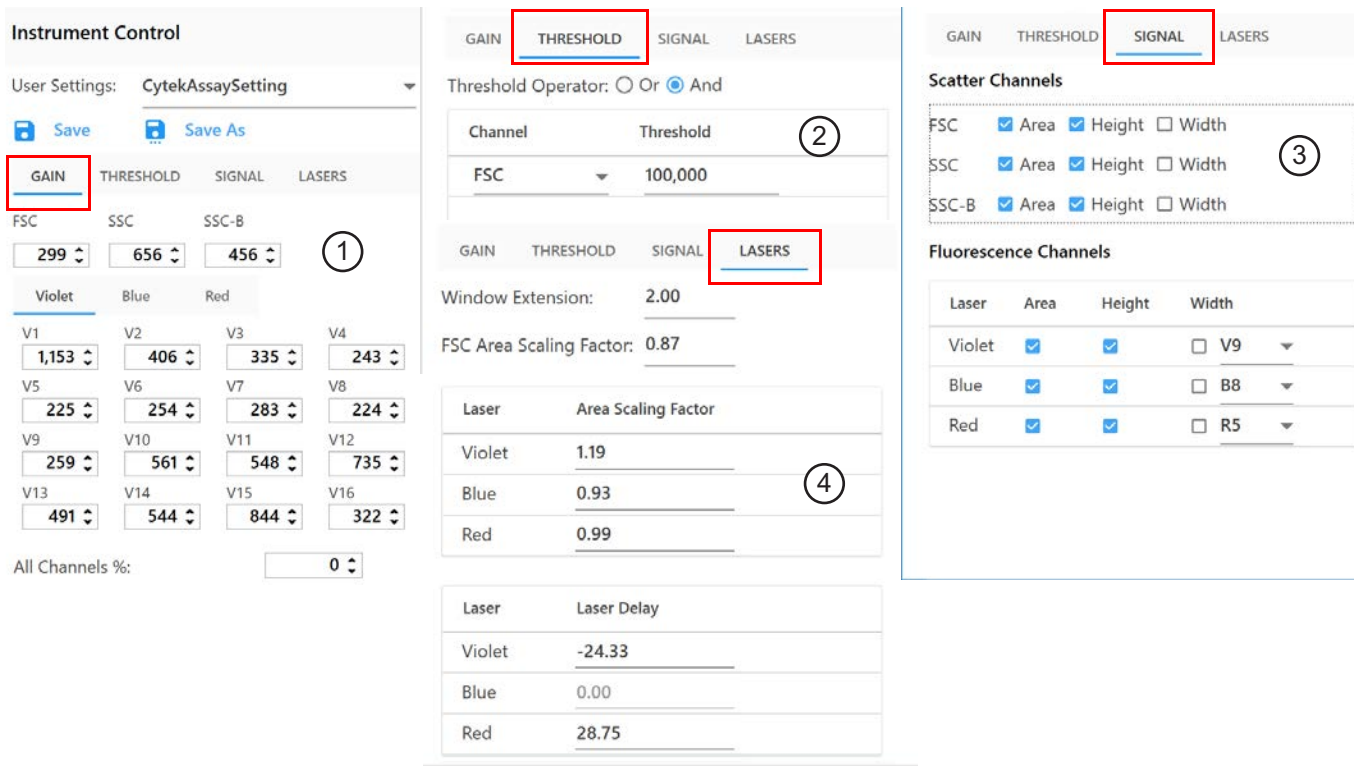 Instrument Control
User Settings: CytekAssaySetting
Save Save As
GAIN THRESHOLD SIGNAL LASERS
FSC SSC SSC-B
299 656 456
1
Violet Blue Red
V1 V2 V3 V4
1,153 406 335 243
V5 V6 V7 V8
225 254 283 224
V9 V10 V11 V12
259 561 548 735
V13 V14 V15 V16
491 544 844 322
All Channels %: 0
GAIN THRESHOLD SIGNAL LASERS
Threshold Operator: Or And
Channel Threshold
2
FSC 100,000
GAIN THRESHOLD SIGNAL LASERS
Window Extension: 2.00
FSC Area Scaling Factor: 0.87
Laser Area Scaling Factor
Violet 1.19
4
Blue 0.93
Red 0.99
Laser Laser Delay
Violet -24.33
Blue 0.00
Red 28.75
GAIN THRESHOLD SIGNAL LASERS
Scatter Channels
FSC Area Height Width
3
SSC Area Height Width
SSC-B Area Height Width
Fluorescence Channels
Laser Area Height Width
Violet V9
Blue B8
Red R5